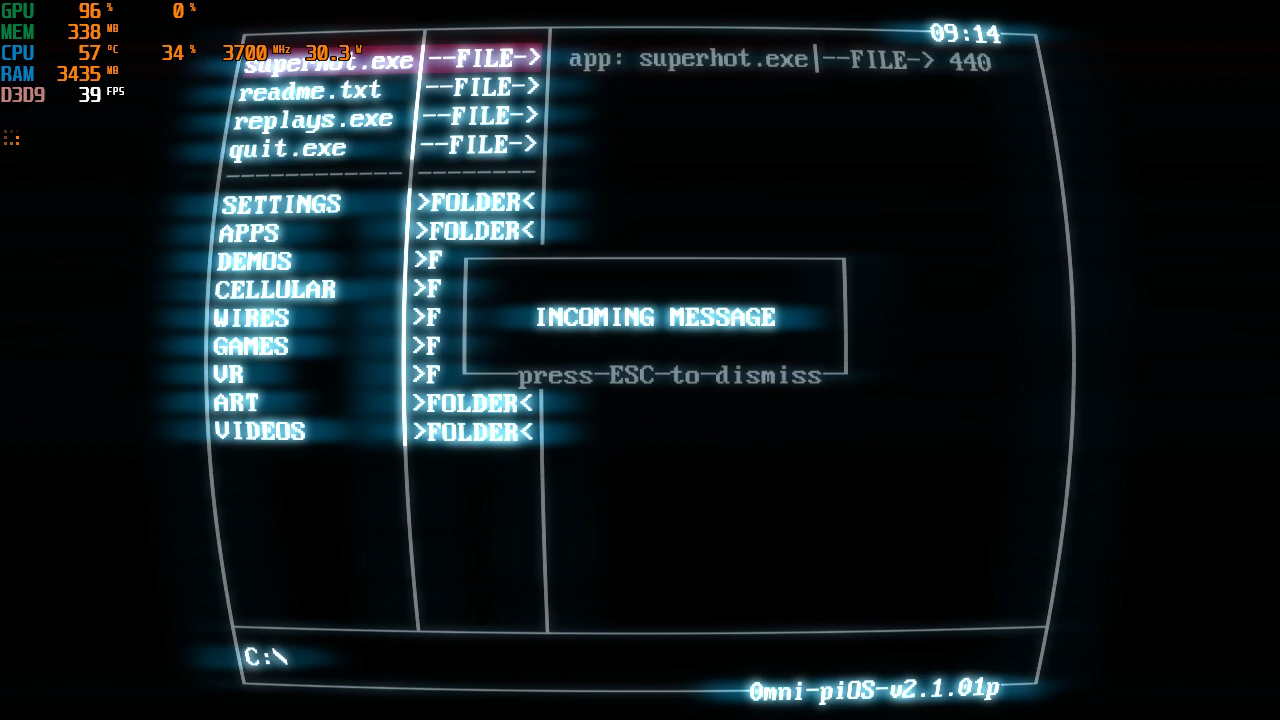 GPU 96 % 0 %
MEM 338 MB
CPU 57 °C 34 % 3700 MHz 30.3 W
RAM 3435 MB
D3D9 39 FPS
09:14
superhot.exe --FILE->
app: superhot.exe|--FILE-> 440
readme.txt --FILE->
replays.exe --FILE->
quit.exe --FILE->
SETTINGS >FOLDER<
APPS >FOLDER<
DEMOS >F
CELLULAR >F
WIRES >F
GAMES >F
VR >F
ART >FOLDER<
VIDEOS >FOLDER<
INCOMING MESSAGE
press-ESC-to-dismiss
C:\
0mni-piOS-v2.1.01p